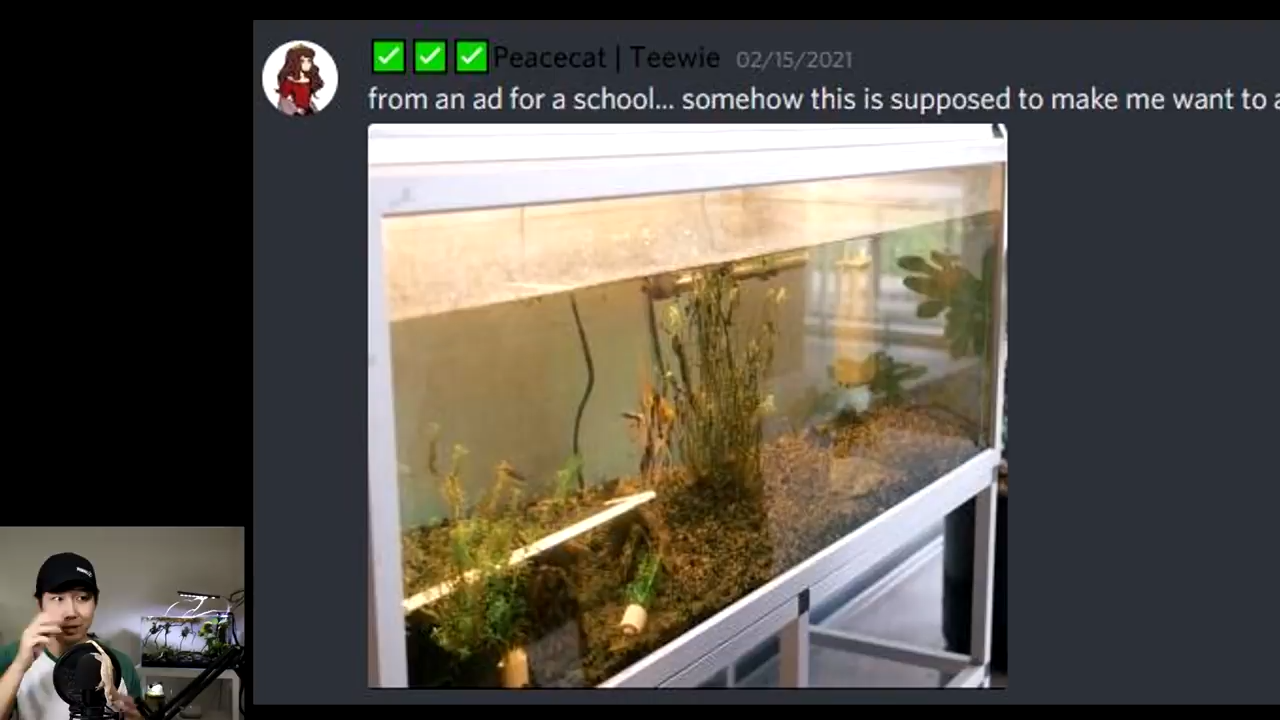 ✅✅✅Peacecat | Teewie 02/15/2021
from an ad for a school... somehow this is supposed to make me want to a